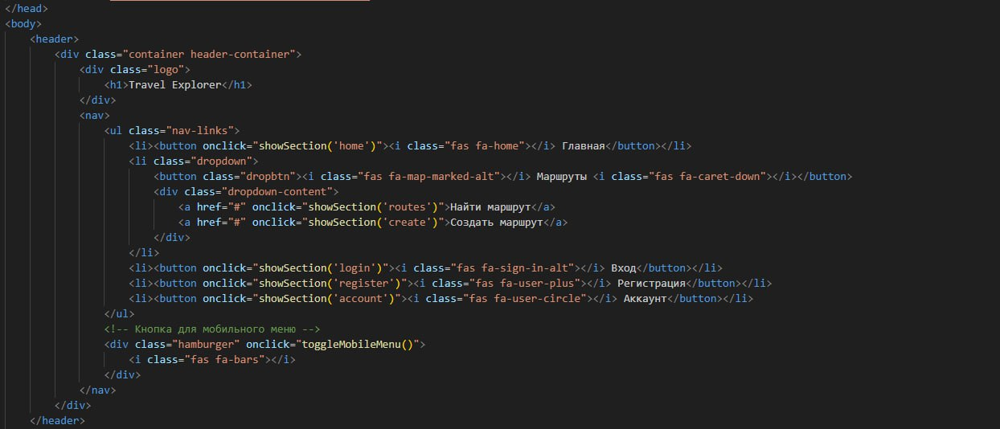 </head>
<body>
    <header>
        <div class="container header-container">
            <div class="logo">
                <h1>Travel Explorer</h1>
            </div>
            <nav>
                <ul class="nav-links">
                    <li><button onclick="showSection('home')"><i class="fas fa-home"></i> Главная</button></li>
                    <li class="dropdown">
                        <button class="dropbtn"><i class="fas fa-map-marked-alt"></i> Маршруты <i class="fas fa-caret-down"></i></button>
                        <div class="dropdown-content">
                            <a href="#" onclick="showSection('routes')">Найти маршрут</a>
                            <a href="#" onclick="showSection('create')">Создать маршрут</a>
                        </div>
                    </li>
                    <li><button onclick="showSection('login')"><i class="fas fa-sign-in-alt"></i> Вход</button></li>
                    <li><button onclick="showSection('register')"><i class="fas fa-user-plus"></i> Регистрация</button></li>
                    <li><button onclick="showSection('account')"><i class="fas fa-user-circle"></i> Аккаунт</button></li>
                </ul>
                <!-- Кнопка для мобильного меню -->
                <div class="hamburger" onclick="toggleMobileMenu()">
                    <i class="fas fa-bars"></i>
                </div>
            </nav>
        </div>
    </header>